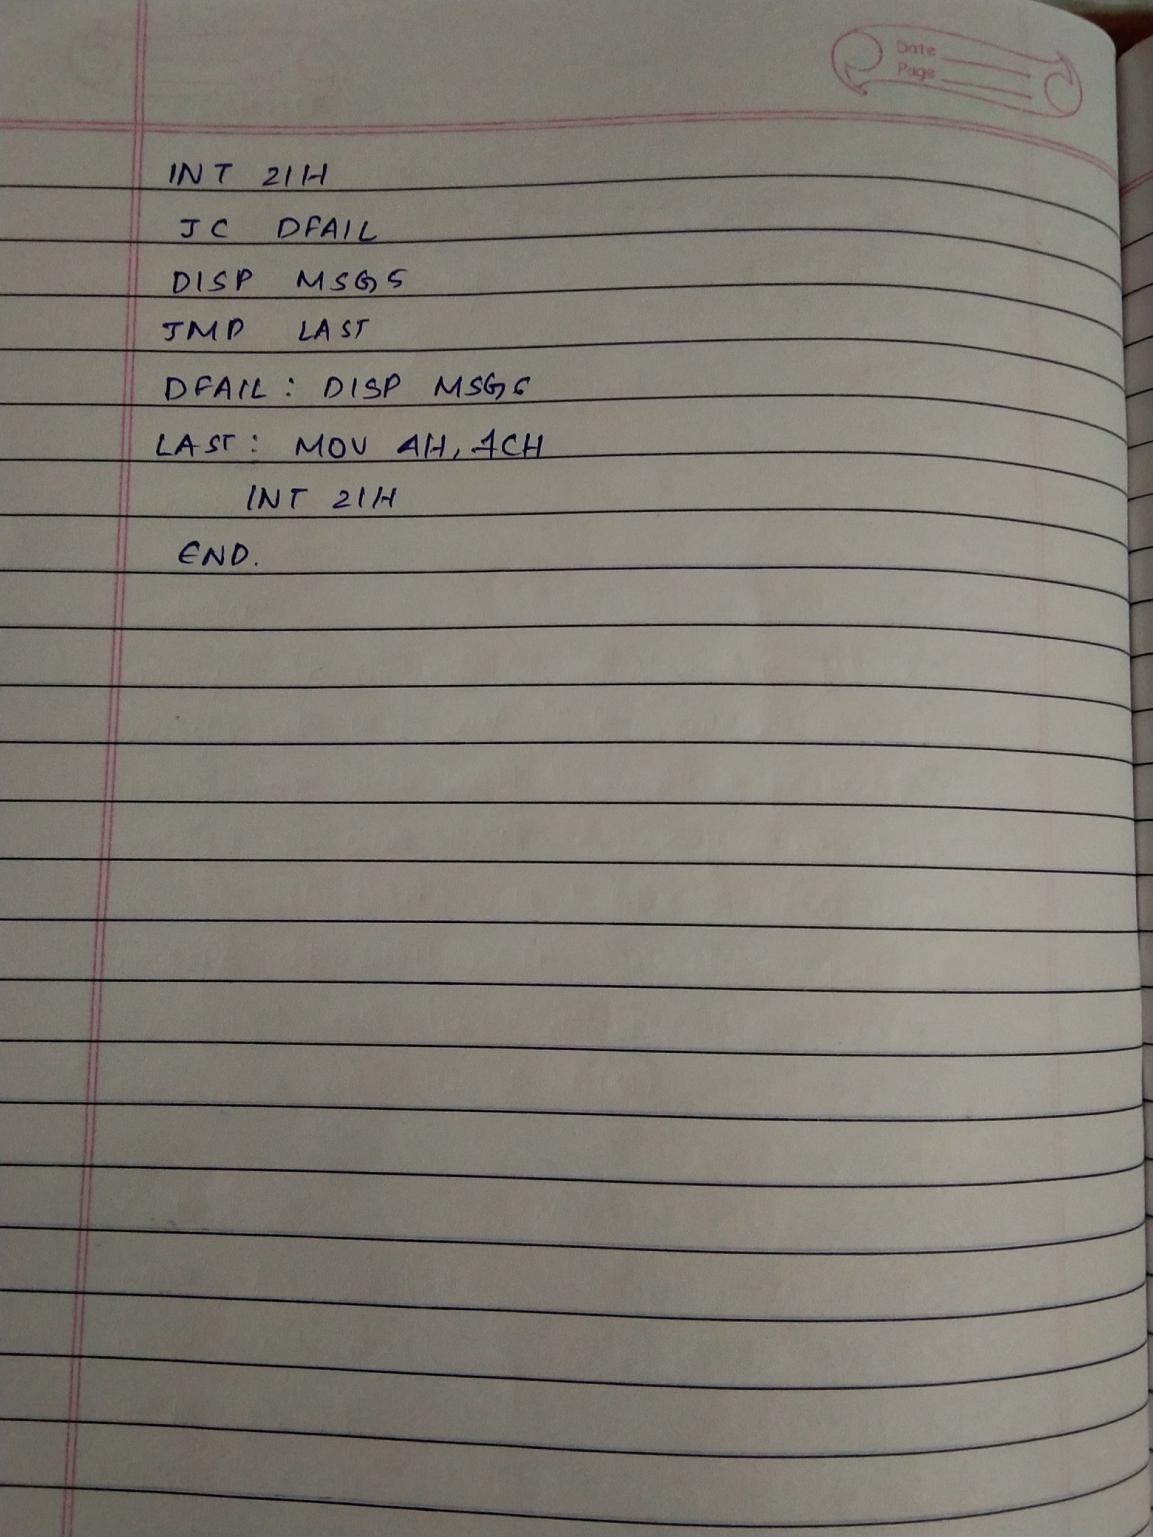 Date
Page
INT 21H
JC DFAIL
DISP MSG5
JMP LAST
DFAIL: DISP MSG6
LAST: MOV AH, 4CH
INT 21H
END.